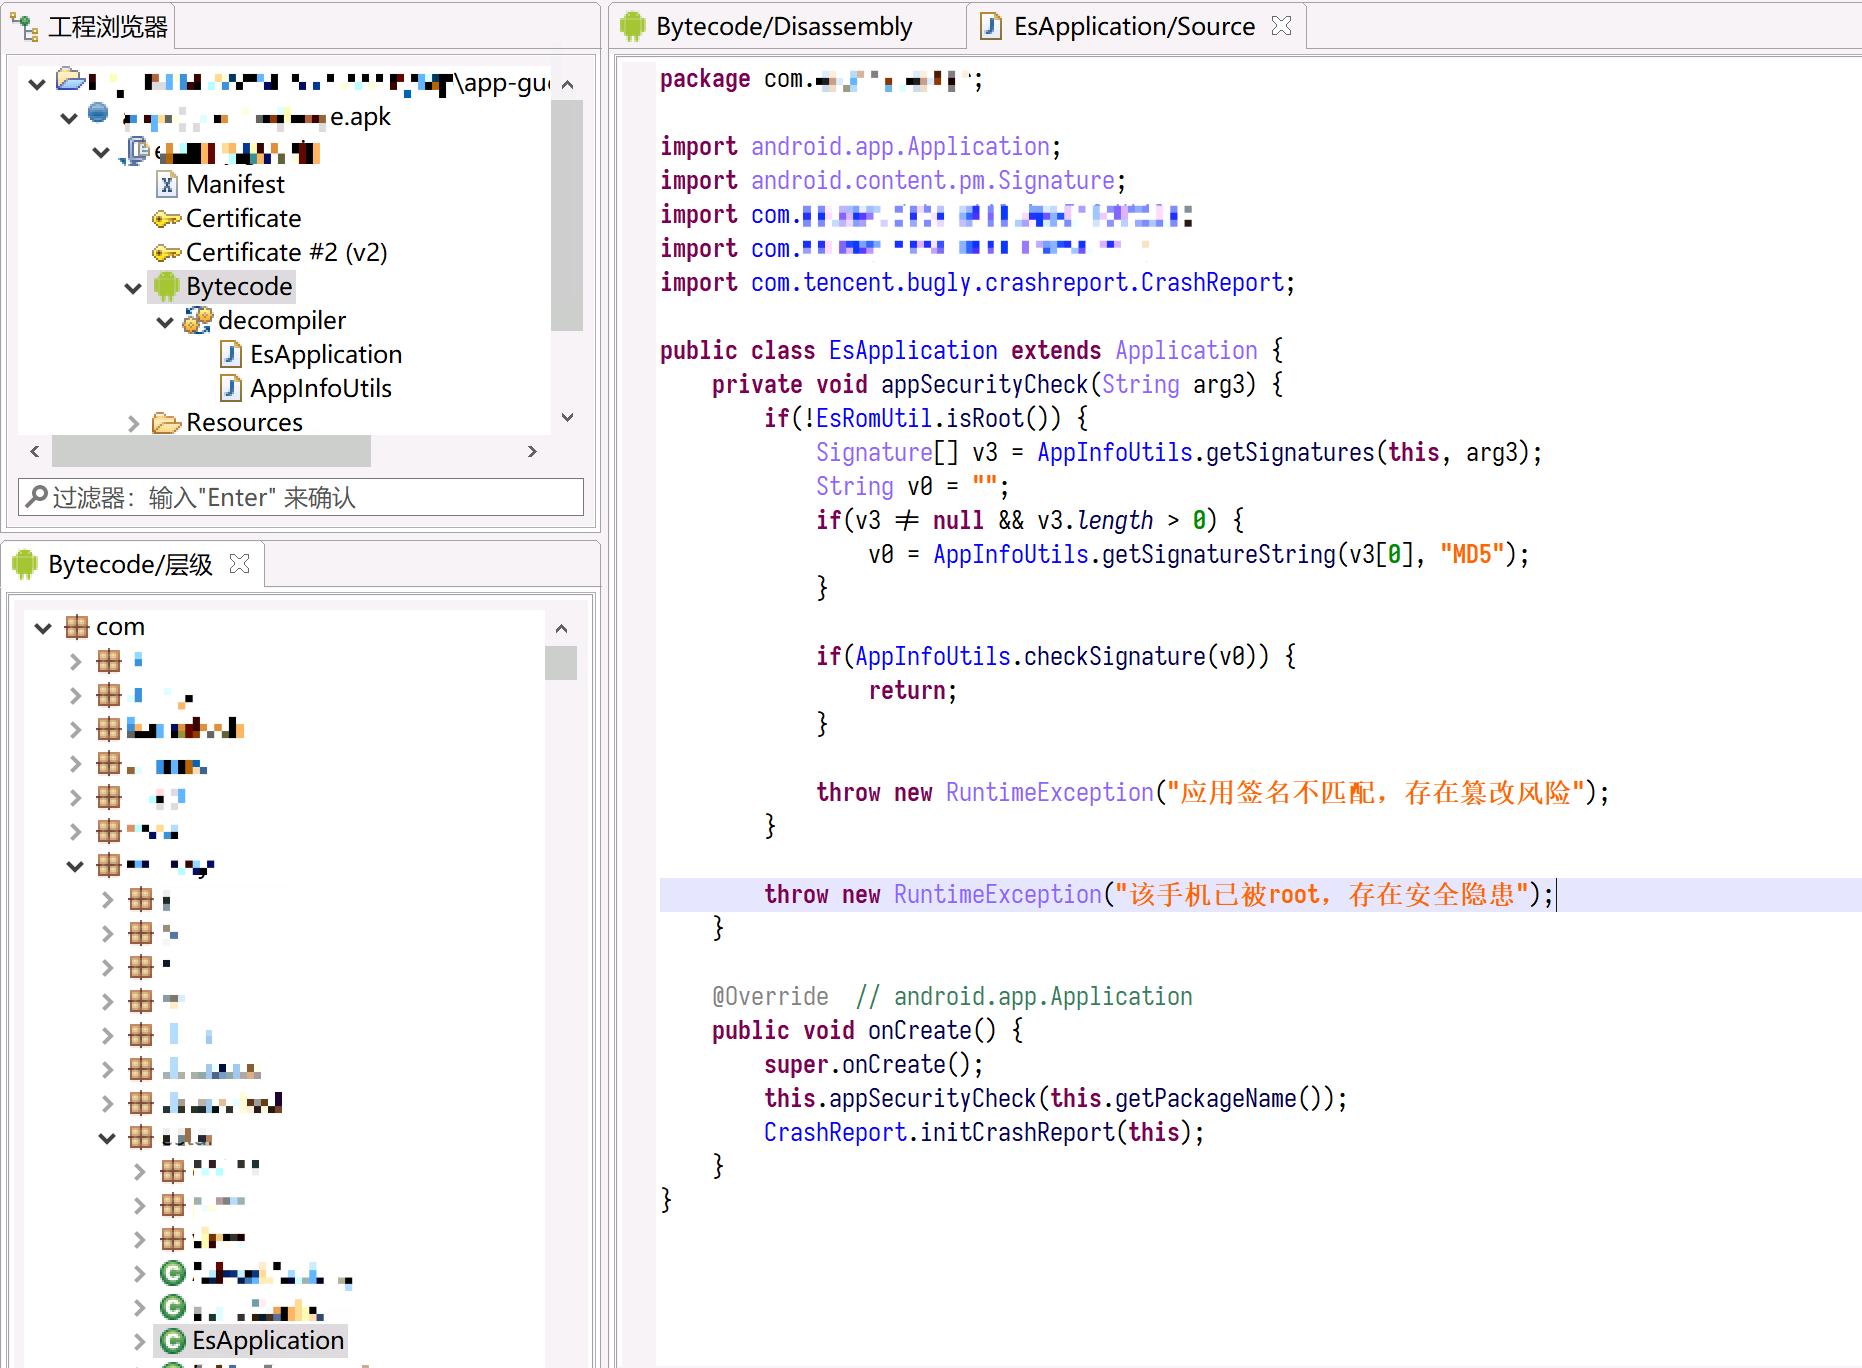 工程浏览器
\app-gu
e.apk
Manifest
Certificate
Certificate #2 (v2)
Bytecode
decompiler
EsApplication
AppInfoUtils
Resources
过滤器：输入"Enter" 来确认
Bytecode/层级
com
EsApplication
Bytecode/Disassembly
EsApplication/Source
package com. ;
import android.app.Application;
import android.content.pm.Signature;
import com.
import com.
import com.tencent.bugly.crashreport.CrashReport;
public class EsApplication extends Application {
private void appSecurityCheck(String arg3) {
if(!EsRomUtil.isRoot()) {
Signature[] v3 = AppInfoUtils.getSignatures(this, arg3);
String v0 = "";
if(v3 ≠ null && v3.length > 0) {
v0 = AppInfoUtils.getSignatureString(v3[0], "MD5");
}
if(AppInfoUtils.checkSignature(v0)) {
return;
}
throw new RuntimeException("应用签名不匹配，存在篡改风险");
}
throw new RuntimeException("该手机已被root，存在安全隐患");
}
@Override // android.app.Application
public void onCreate() {
super.onCreate();
this.appSecurityCheck(this.getPackageName());
CrashReport.initCrashReport(this);
}
}